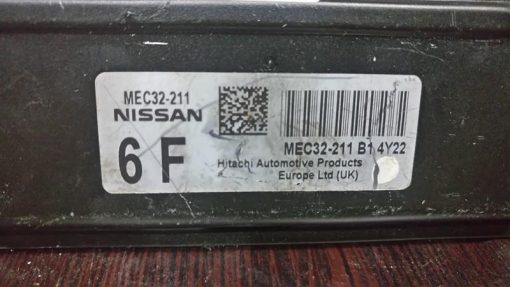 MEC32-211
NISSAN
6 F
MEC32-211 B1 4Y22
Hitachi Automotive Products
Europe Ltd (UK)